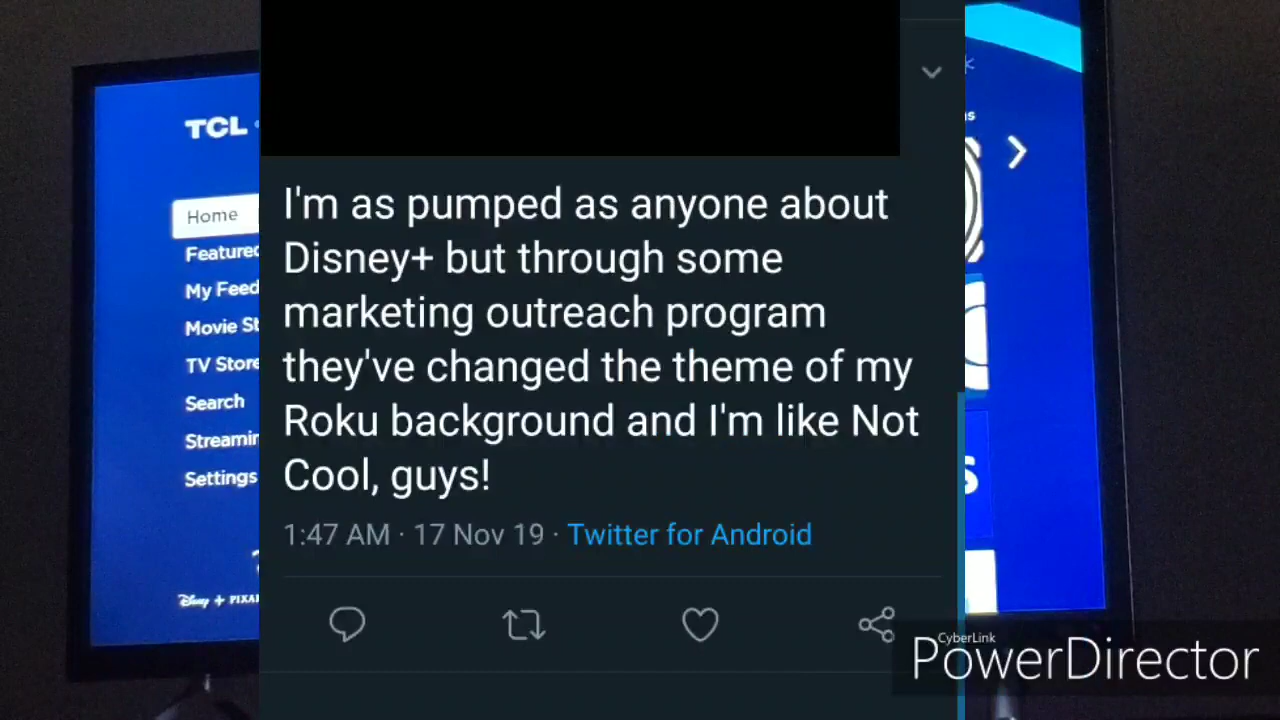 TCL
Home
Featured
My Feed
Movie St
TV Store
Search
Streamin
Settings
Disney + PIXA
I'm as pumped as anyone about
Disney+ but through some
marketing outreach program
they've changed the theme of my
Roku background and I'm like Not
Cool, guys!
1:47 AM · 17 Nov 19 · Twitter for Android
CyberLink
PowerDirector